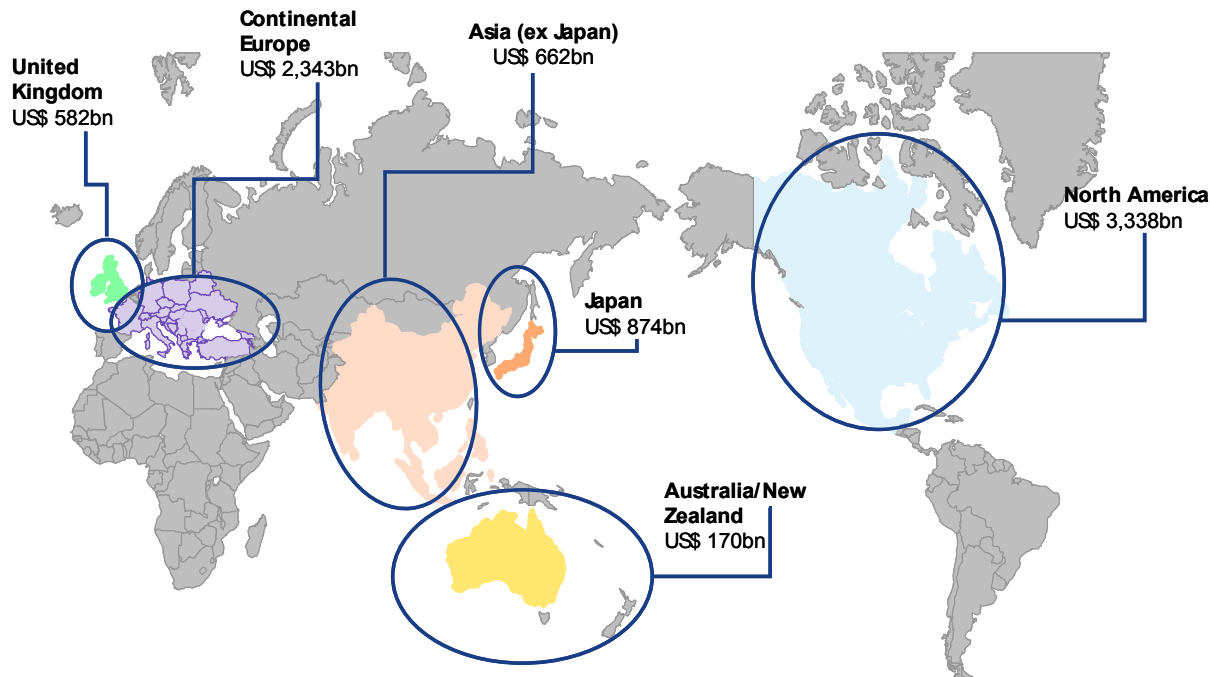 Continental
Europe
US$ 2,343bn
Asia (ex Japan)
US$ 662bn
United
Kingdom
US$ 582bn
North America
US$ 3,338bn
Japan
US$ 874bn
Australia/New
Zealand
US$ 170bn